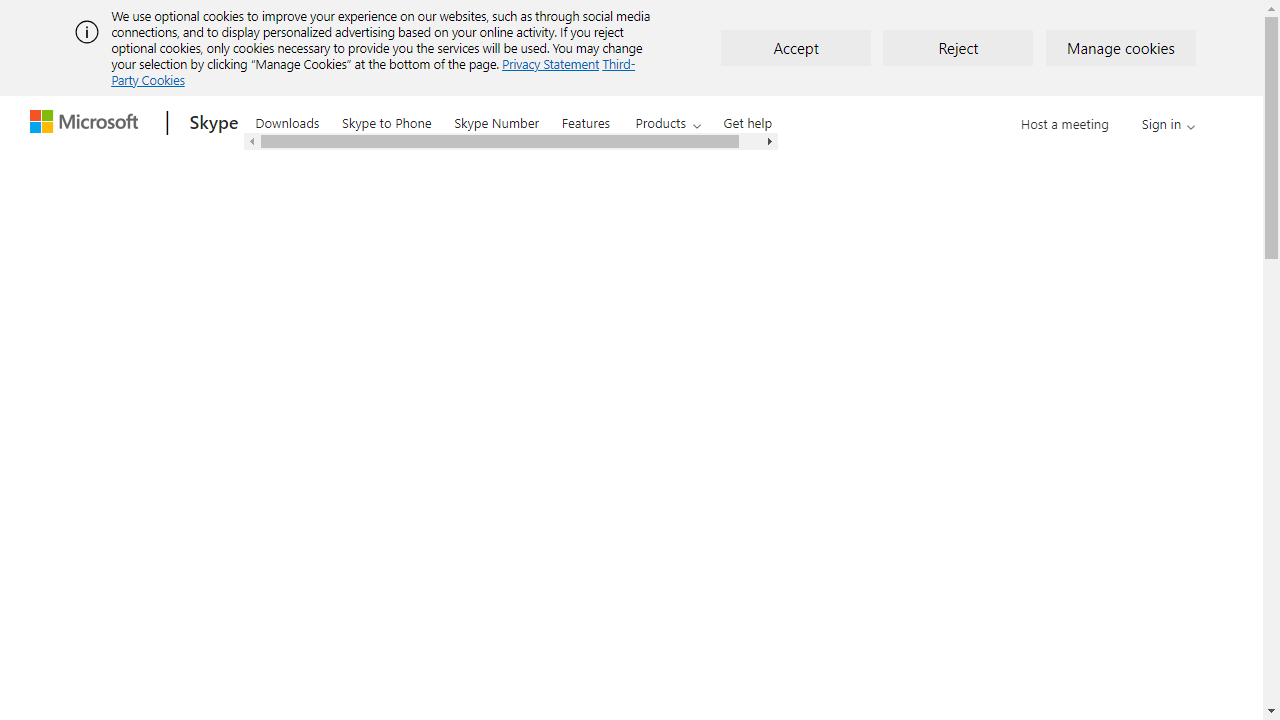 We use optional cookies to improve your experience on our websites, such as through social media
connections, and to display personalized advertising based on your online activity. If you reject
optional cookies, only cookies necessary to provide you the services will be used. You may change
your selection by clicking “Manage Cookies” at the bottom of the page. Privacy Statement Third-
Party Cookies
Accept
Reject
Manage cookies
Microsoft
Skype
Downloads
Skype to Phone
Skype Number
Features
Products
Get help
Host a meeting
Sign in